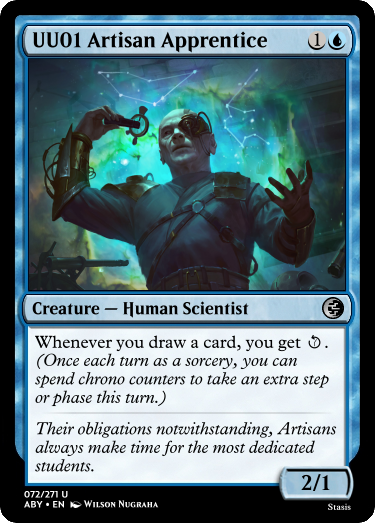 UU01 Artisan Apprentice 1
Creature — Human Scientist
Whenever you draw a card, you get .
(Once each turn as a sorcery, you can
spend chrono counters to take an extra step
or phase this turn.)
Their obligations notwithstanding, Artisans
always make time for the most dedicated
students.
2/1
072/271 U
ABY • EN Wilson Nugraha
Stasis